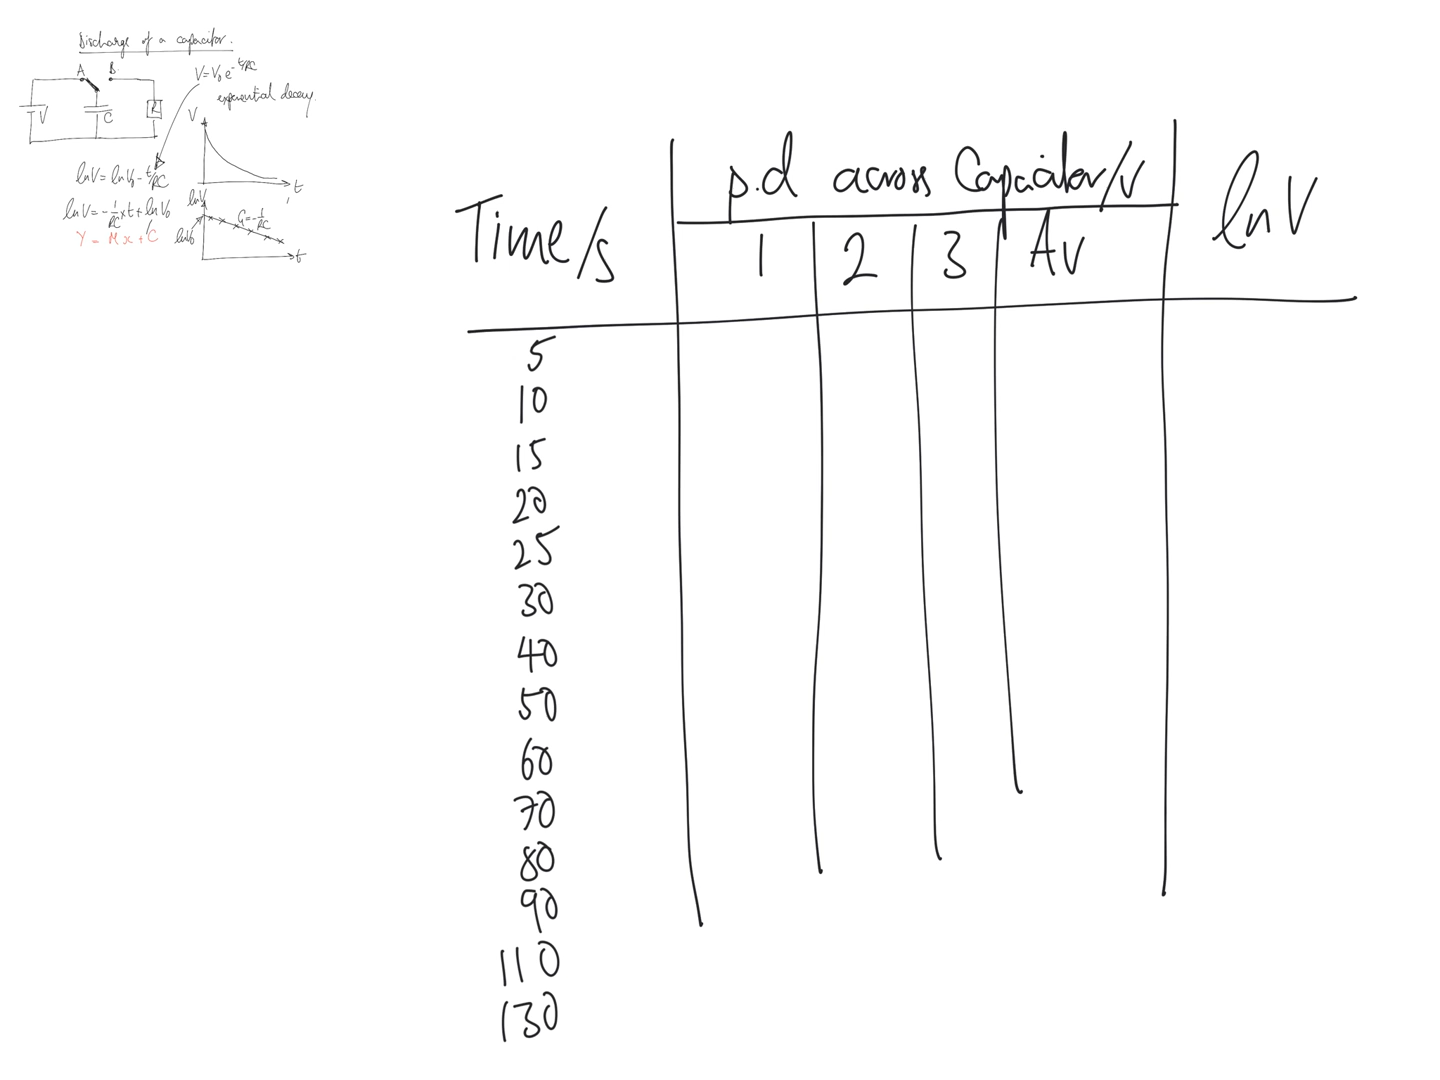 Discharge of a capacitor.
A B
V = V₀ e^-t/RC
exponential decay.
V C R
V
t
lnV = lnV₀ - t/RC
lnV = -1/RC x t + lnV₀
Y = M x + C
lnV
G = -1/RC
lnV₀
t
Time/s
p.d across Capacitor/v
lnV
1 2 3 Av
5
10
15
20
25
30
40
50
60
70
80
90
110
130